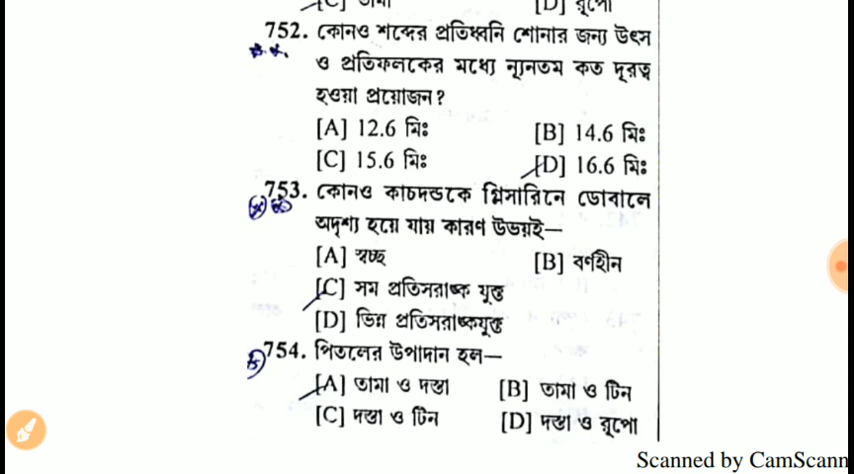 [D] রূপো
752. কোনও শব্দের প্রতিধ্বনি শোনার জন্য উৎস
ও প্রতিফলকের মধ্যে ন্যূনতম কত দূরত্ব
হওয়া প্রয়োজন?
[A] 12.6 মিঃ [B] 14.6 মিঃ
[C] 15.6 মিঃ [D] 16.6 মিঃ
753. কোনও কাচদন্ডকে গ্লিসারিনে ডোবালে
অদৃশ্য হয়ে যায় কারণ উভয়ই—
[A] স্বচ্ছ [B] বর্ণহীন
[C] সম প্রতিসরাঙ্ক যুক্ত
[D] ভিন্ন প্রতিসরাঙ্কযুক্ত
754. পিতলের উপাদান হল—
[A] তামা ও দস্তা [B] তামা ও টিন
[C] দস্তা ও টিন [D] দস্তা ও রূপো
Scanned by CamScann